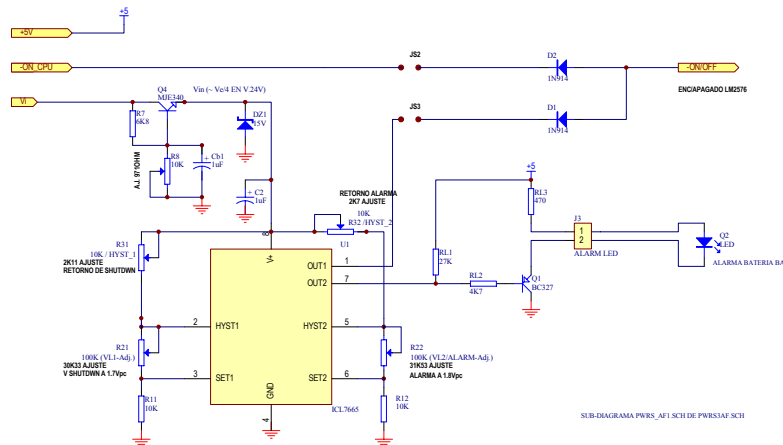 +5
+5V
JS2
D2
-ON_CPU
-ON/OFF
1N914
ENC/APAGADO LM2576
Q4
MJE340
Vin (~ Ve/4 EN V.24V)
VI
JS3
D1
1N914
R7
6K8
DZ1
15V
A.J. 971OHM
R8
10K
Cb1
1uF
+
+5
C2
1uF
+
RETORNO ALARMA
2K7 AJUSTE
10K
R32 /HYST_2
RL3
470
J3
1
2
ALARM LED
Q2
LED
ALARMA BATERIA BA
R31
10K / HYST_1
2K11 AJUSTE
RETORNO DE SHUTDWN
U1
8
V+
OUT1
1
OUT2
7
RL1
27K
RL2
4K7
Q1
BC327
2
HYST1
HYST2
5
R21
100K (VL1-Adj.)
30K33 AJUSTE
V SHUTDWN A 1.7Vpc
R22
100K (VL2/ALARM-Adj.)
31K53 AJUSTE
ALARMA A 1.8Vpc
3
SET1
SET2
6
GND
4
R11
10K
R12
10K
ICL7665
SUB-DIAGRAMA PWRS_AF1.SCH DE PWRS3AF.SCH